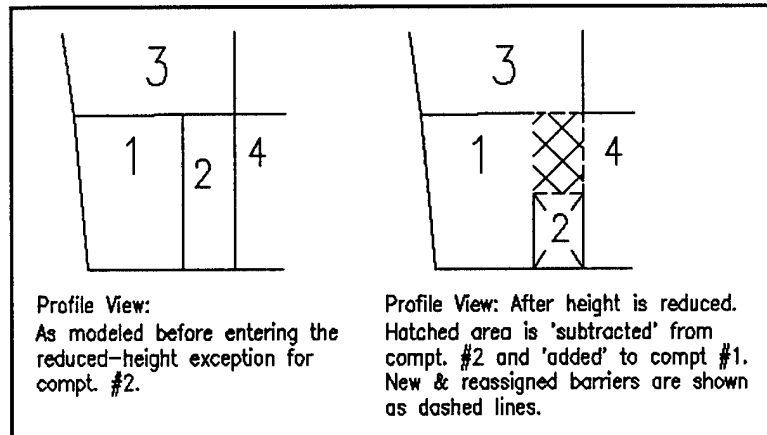 3
1
2
4
Profile View:
As modeled before entering the
reduced-height exception for
compt. #2.
3
1
4
2
Profile View: After height is reduced.
Hatched area is 'subtracted' from
compt. #2 and 'added' to compt #1.
New & reassigned barriers are shown
as dashed lines.